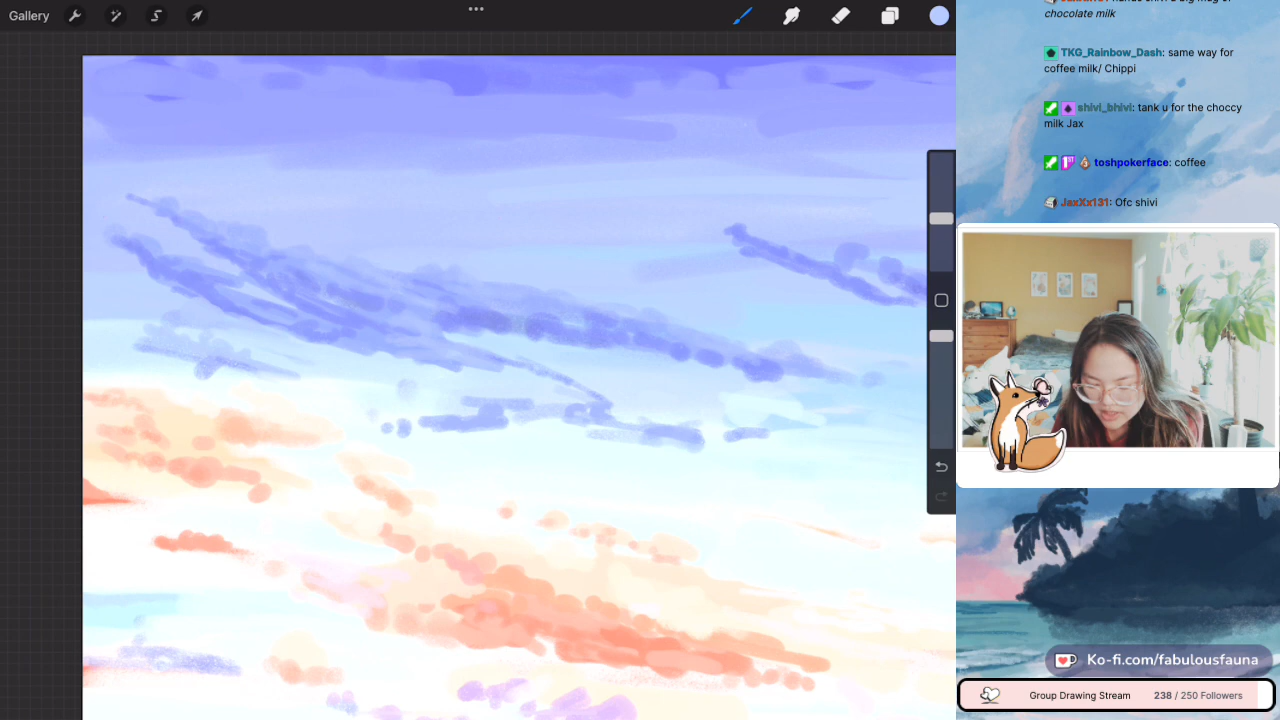 Gallery
chocolate milk
TKG_Rainbow_Dash: same way for
coffee milk/ Chippi
shivi_bhivi: tank u for the choccy
milk Jax
toshpokerface: coffee
JaxXx131: Ofc shivi
Ko-fi.com/fabulousfauna
Group Drawing Stream 238 / 250 Followers